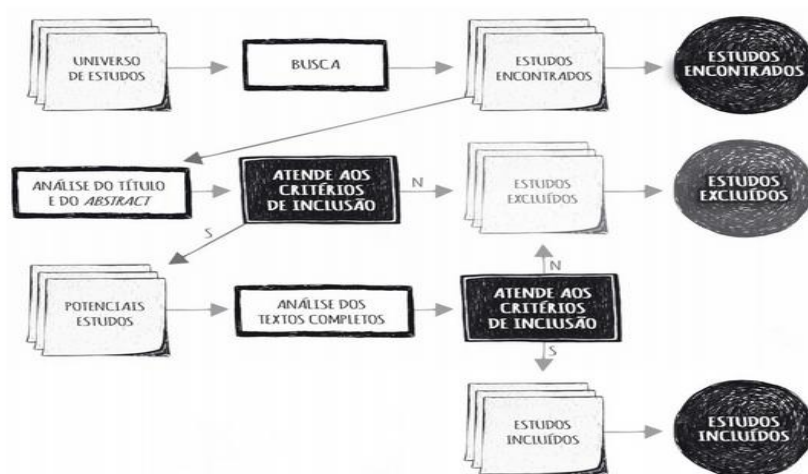 UNIVERSO
DE ESTUDOS
BUSCA
ESTUDOS
ENCONTRADOS
ESTUDOS
ENCONTRADOS
ANÁLISE DO TÍTULO
E DO ABSTRACT
ATENDE AOS
CRITÉRIOS
DE INCLUSÃO
N
ESTUDOS
EXCLUÍDOS
ESTUDOS
EXCLUÍDOS
S
POTENCIAIS
ESTUDOS
ANÁLISE DOS
TEXTOS COMPLETOS
N
ATENDE AOS
CRITÉRIOS
DE INCLUSÃO
S
ESTUDOS
INCLUÍDOS
ESTUDOS
INCLUÍDOS